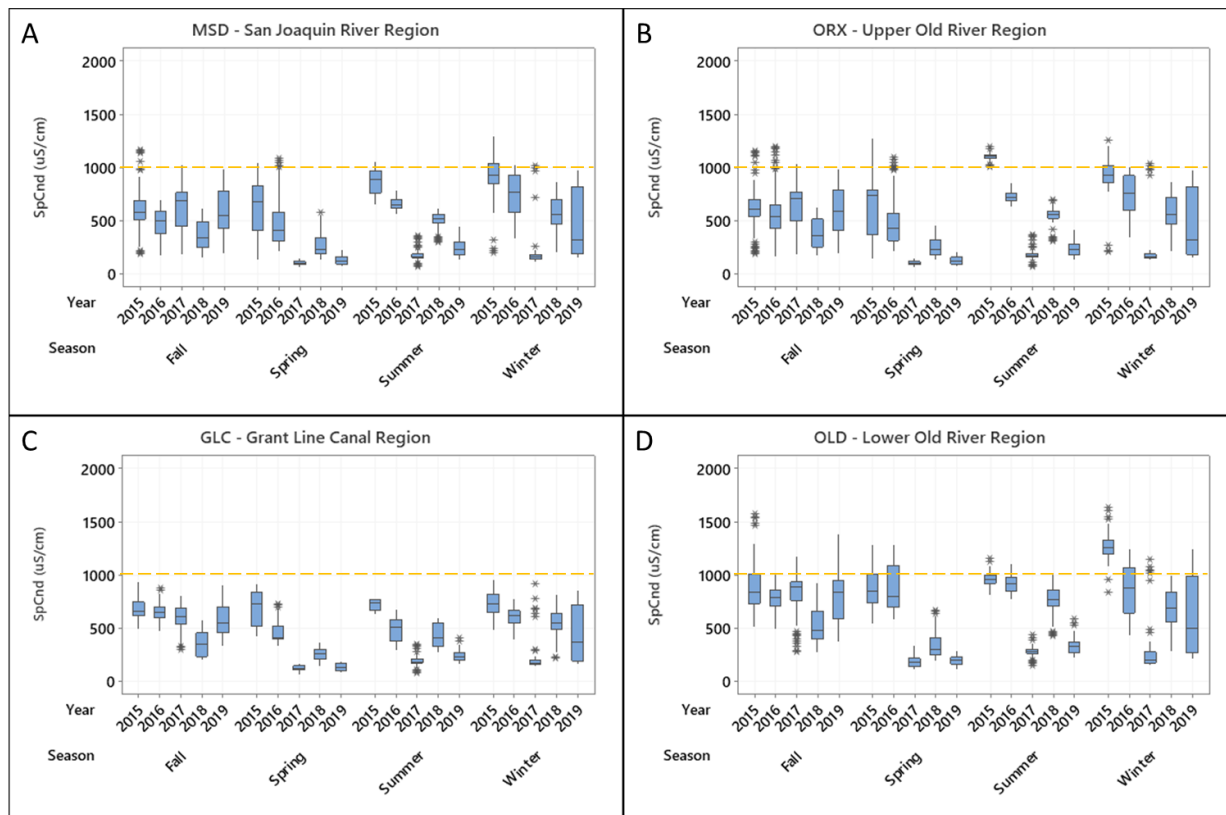 A
MSD - San Joaquin River Region
SpCnd (uS/cm)
2000
1500
1000
500
0
Year
2015 2016 2017 2018 2019 2015 2016 2017 2018 2019 2015 2016 2017 2018 2019 2015 2016 2017 2018 2019
Season
Fall Spring Summer Winter
B
ORX - Upper Old River Region
SpCnd (uS/cm)
2000
1500
1000
500
0
Year
2015 2016 2017 2018 2019 2015 2016 2017 2018 2019 2015 2016 2017 2018 2019 2015 2016 2017 2018 2019
Season
Fall Spring Summer Winter
C
GLC - Grant Line Canal Region
SpCnd (uS/cm)
2000
1500
1000
500
0
Year
2015 2016 2017 2018 2019 2015 2016 2017 2018 2019 2015 2016 2017 2018 2019 2015 2016 2017 2018 2019
Season
Fall Spring Summer Winter
D
OLD - Lower Old River Region
SpCnd (uS/cm)
2000
1500
1000
500
0
Year
2015 2016 2017 2018 2019 2015 2016 2017 2018 2019 2015 2016 2017 2018 2019 2015 2016 2017 2018 2019
Season
Fall Spring Summer Winter